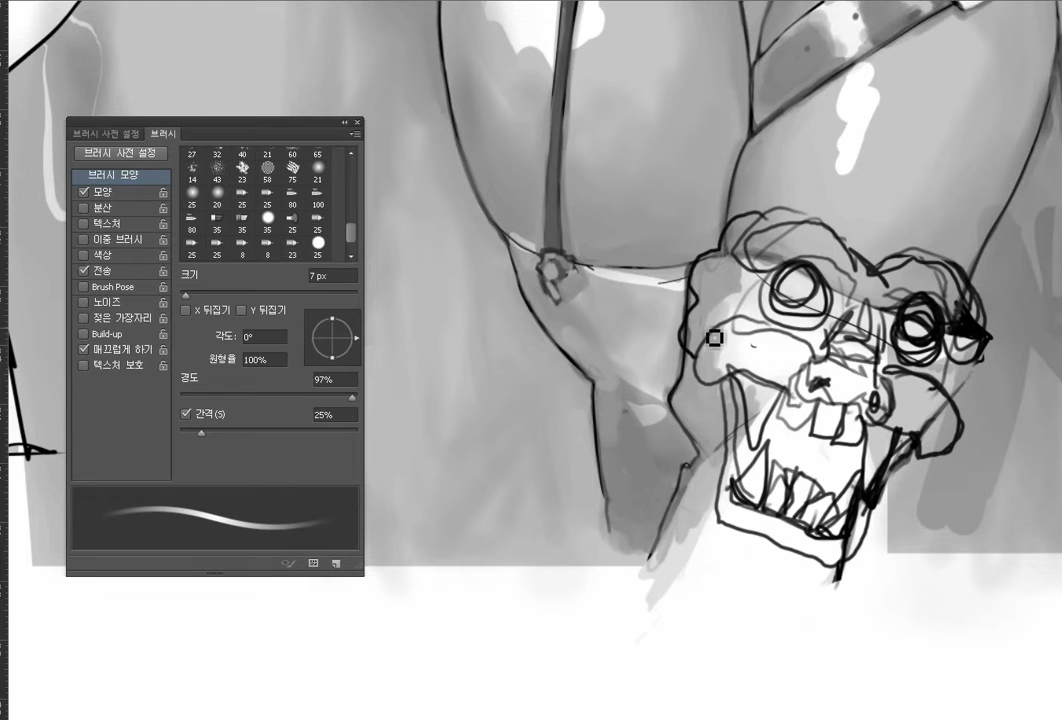 브러시 사전 설정 브러시
브러시 사전 설정
브러시 모양
모양
분산
텍스처
이중 브러시
색상
전송
Brush Pose
노이즈
젖은 가장자리
Build-up
매끄럽게 하기
텍스처 보호
27 32 40 21 60 65
14 43 23 58 75 21
25 20 25 25 80 100
80 35 35 35 25 25
25 25 8 8 23 25
크기 7 px
X 뒤집기 Y 뒤집기
각도: 0°
원형율 100%
경도 97%
간격(S) 25%